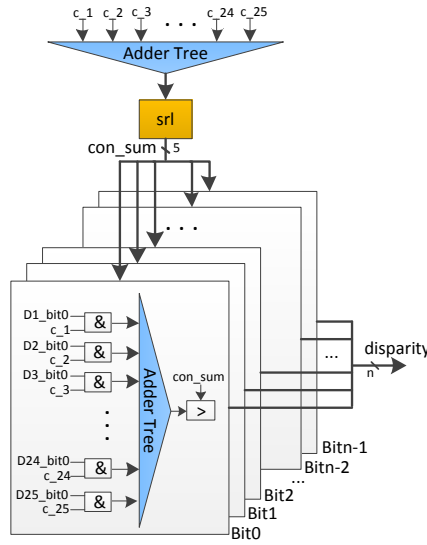 c_1 c_2 c_3 . . . c_24 c_25
Adder Tree
srl
con_sum 5
. . .
D1_bit0
c_1
&
D2_bit0
c_2
&
D3_bit0
c_3
&
D24_bit0
c_24
&
D25_bit0
c_25
&
Adder Tree
con_sum
>
...
disparity
n
Bitn-1
Bitn-2
...
Bit2
Bit1
Bit0